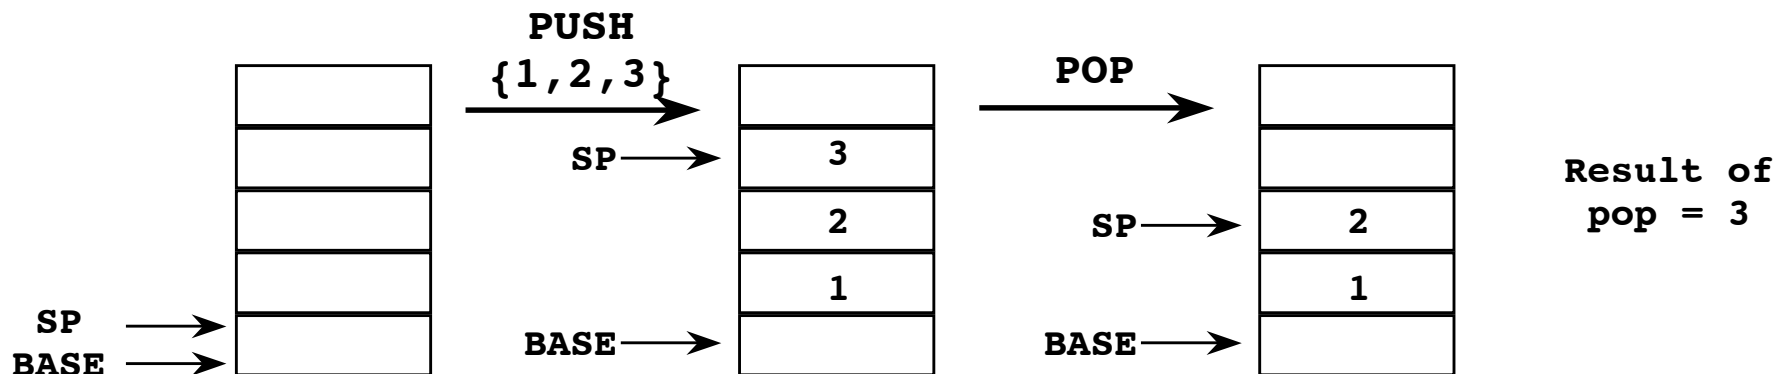 PUSH
{1,2,3}
POP
SP
3
2
1
BASE
SP
BASE
SP
2
1
BASE
Result of
pop = 3